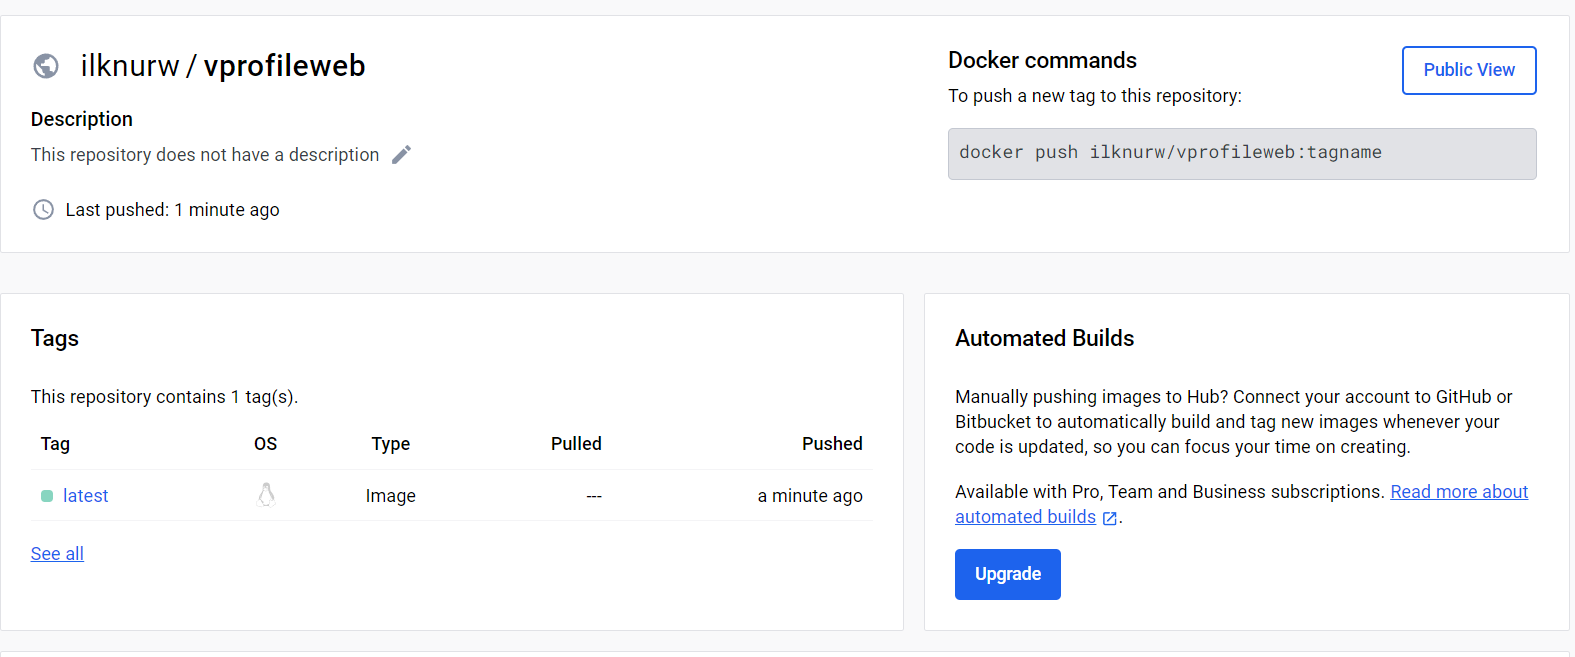 ilknurw / vprofileweb
Description
This repository does not have a description
Last pushed: 1 minute ago
Docker commands
Public View
To push a new tag to this repository:
docker push ilknurw/vprofileweb:tagname
Tags
This repository contains 1 tag(s).
Tag OS Type Pulled Pushed
latest Image --- a minute ago
See all
Automated Builds
Manually pushing images to Hub? Connect your account to GitHub or
Bitbucket to automatically build and tag new images whenever your
code is updated, so you can focus your time on creating.
Available with Pro, Team and Business subscriptions. Read more about
automated builds .
Upgrade